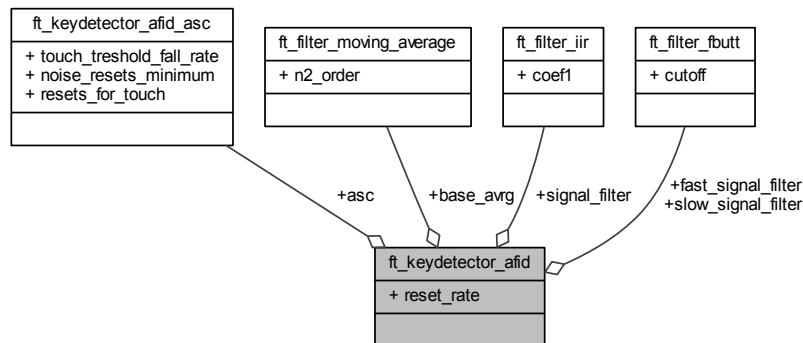 ft_keydetector_afid_asc
+ touch_treshold_fall_rate
+ noise_resets_minimum
+ resets_for_touch
ft_filter_moving_average
+ n2_order
ft_filter_iir
+ coef1
ft_filter_fbutt
+ cutoff
+asc
+base_avrg
+signal_filter
+fast_signal_filter
+slow_signal_filter
ft_keydetector_afid
+ reset_rate